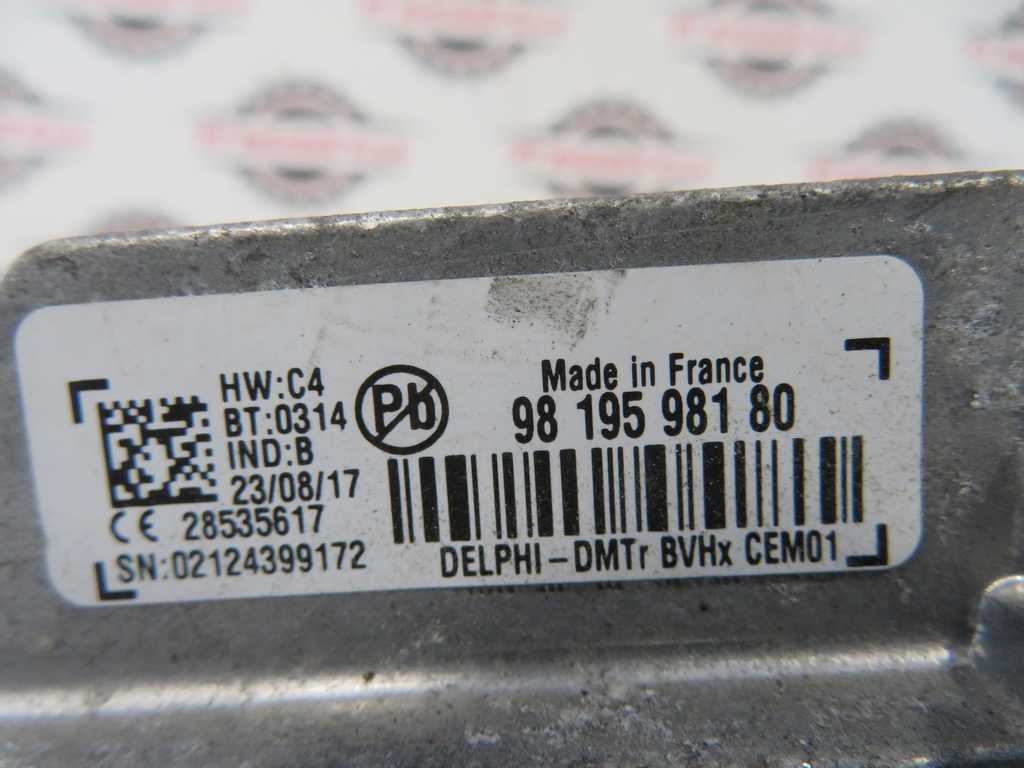 HW:C4
BT:0314
IND:B
23/08/17
CE 28535617
SN:02124399172
Pb
Made in France
98 195 981 80
DELPHI-DMTr BVHx CEM01